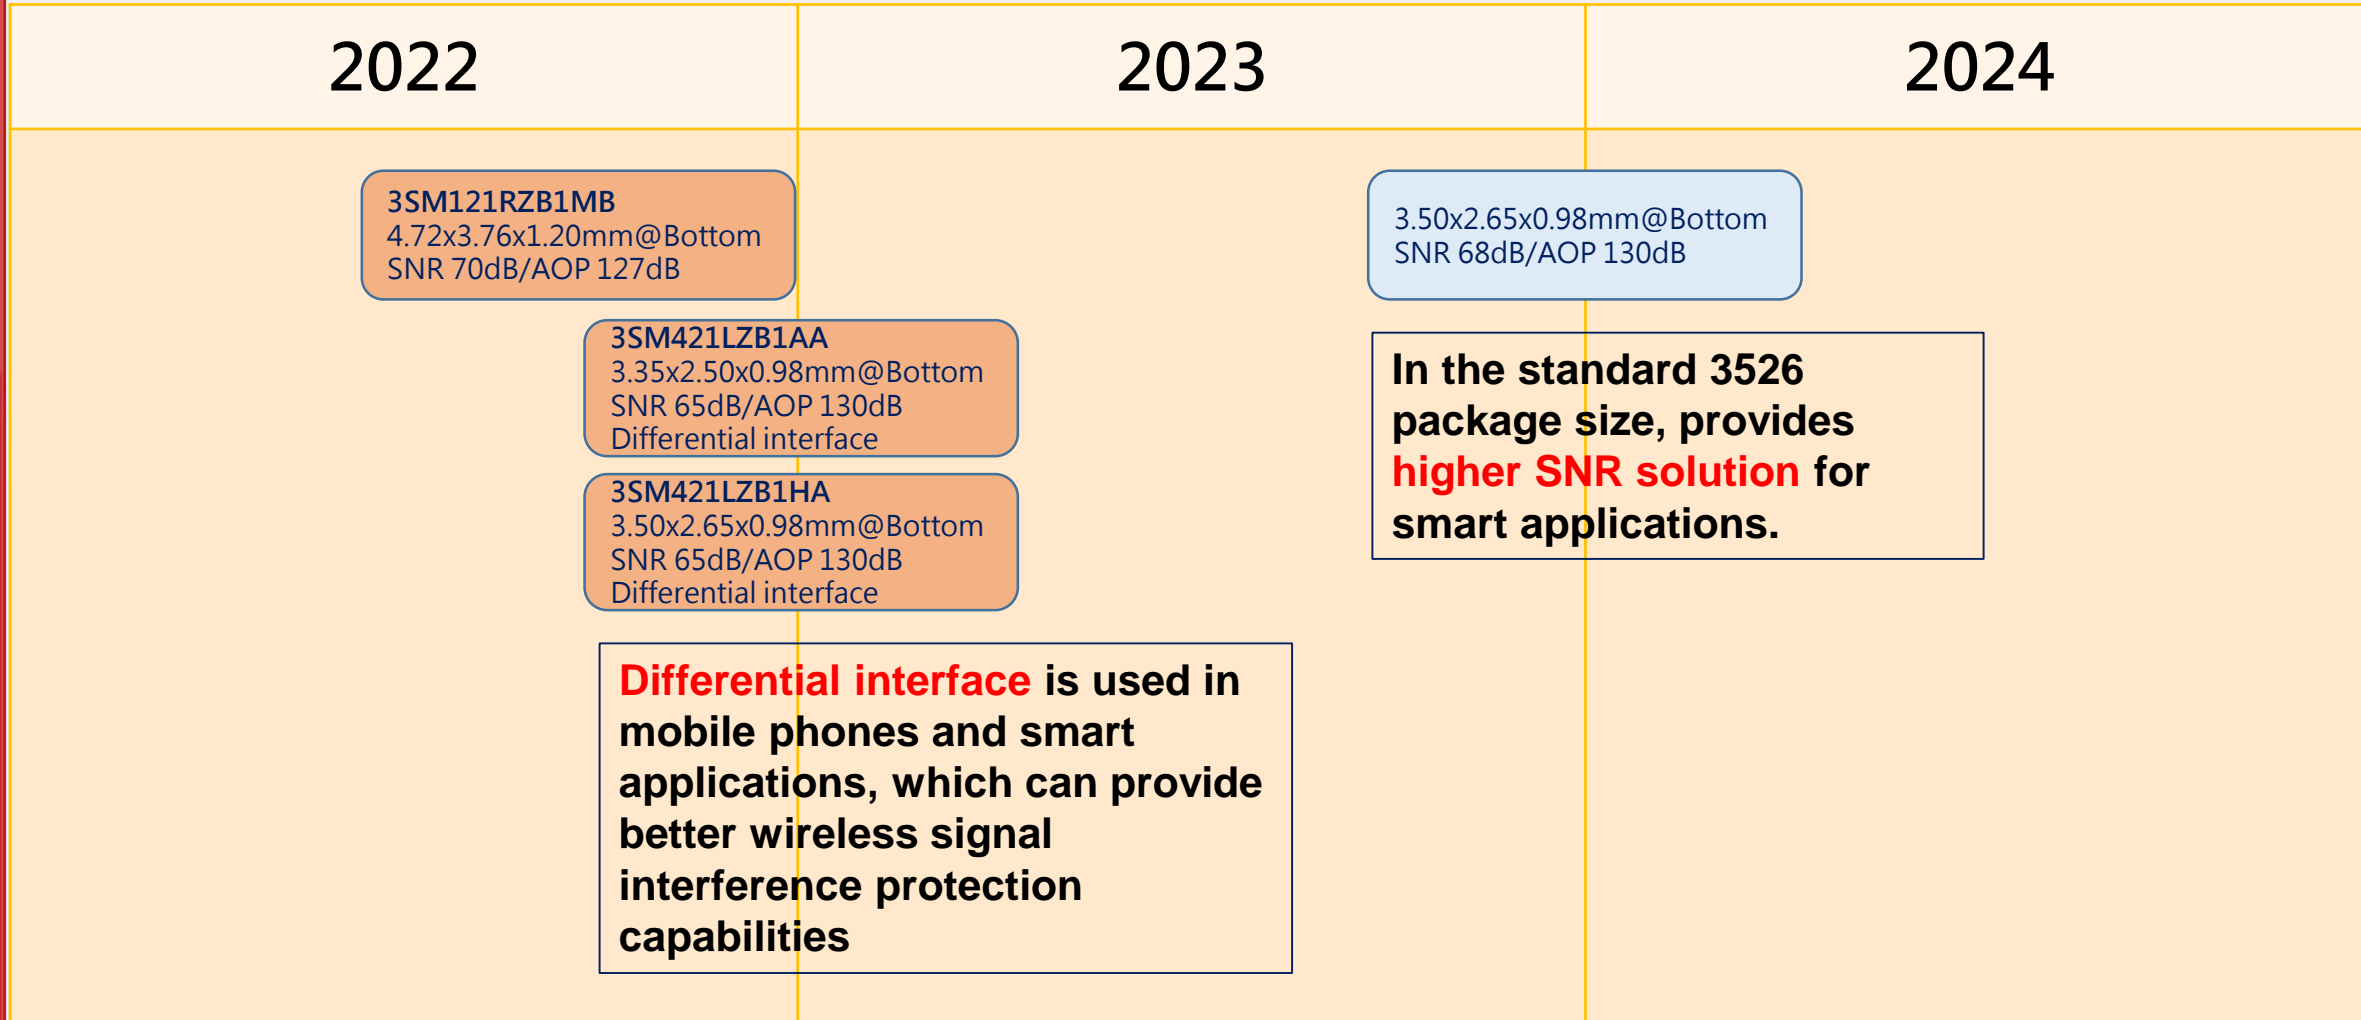 2022
2023
2024
3SM121RZB1MB
4.72x3.76x1.20mm@Bottom
SNR 70dB/AOP 127dB
3SM421LZB1AA
3.35x2.50x0.98mm@Bottom
SNR 65dB/AOP 130dB
Differential interface
3SM421LZB1HA
3.50x2.65x0.98mm@Bottom
SNR 65dB/AOP 130dB
Differential interface
Differential interface is used in
mobile phones and smart
applications, which can provide
better wireless signal
interference protection
capabilities
3.50x2.65x0.98mm@Bottom
SNR 68dB/AOP 130dB
In the standard 3526
package size, provides
higher SNR solution for
smart applications.